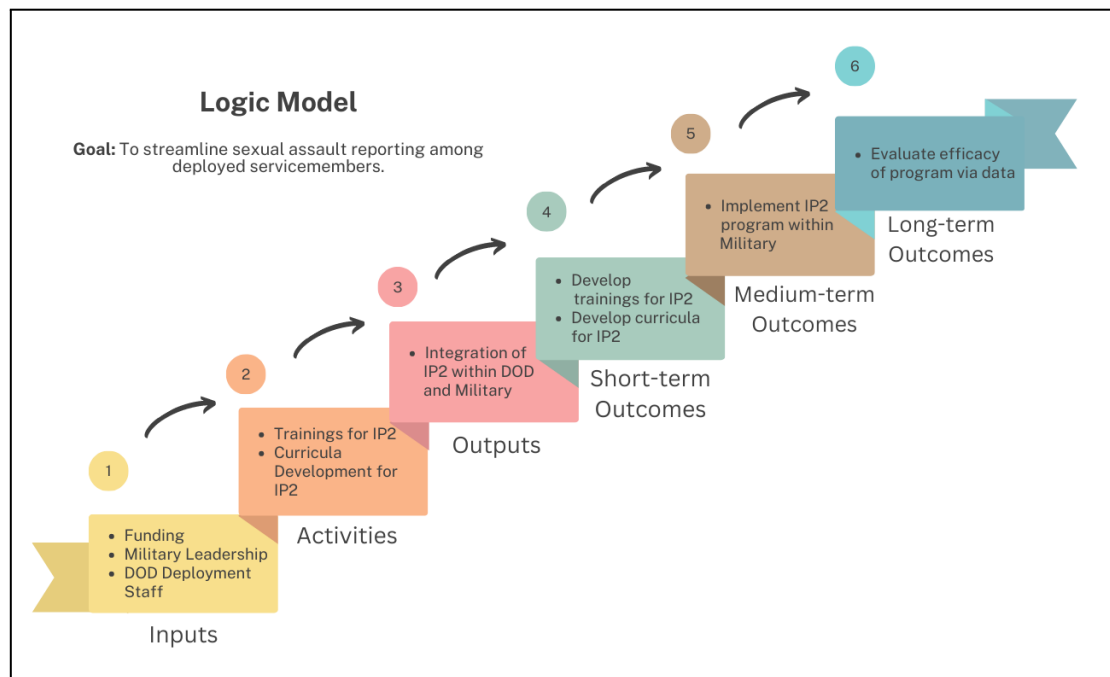 Logic Model
Goal: To streamline sexual assault reporting among
deployed servicemembers.
1
• Funding
• Military Leadership
• DOD Deployment
Staff
Inputs
2
• Trainings for IP2
• Curricula
Development for
IP2
Activities
3
• Integration of
IP2 within DOD
and Military
Outputs
4
• Develop
trainings for IP2
• Develop curricula
for IP2
Short-term
Outcomes
5
• Implement IP2
program within
Military
Medium-term
Outcomes
6
• Evaluate efficacy
of program via data
Long-term
Outcomes